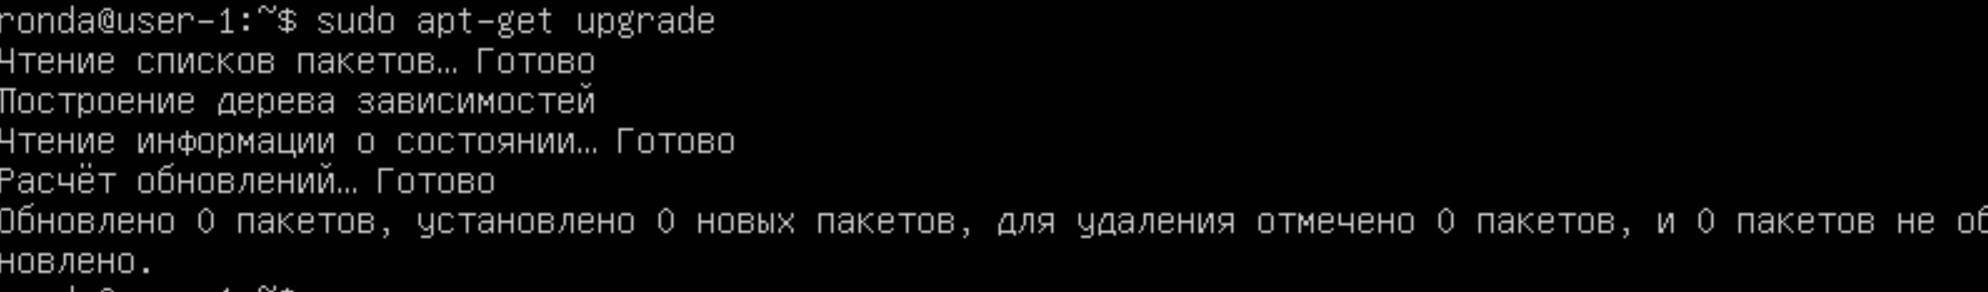 ronda@user-1:~$ sudo apt-get upgrade
Чтение списков пакетов… Готово
Построение дерева зависимостей
Чтение информации о состоянии… Готово
Расчёт обновлений… Готово
Обновлено 0 пакетов, установлено 0 новых пакетов, для удаления отмечено 0 пакетов, и 0 пакетов не об
новлено.